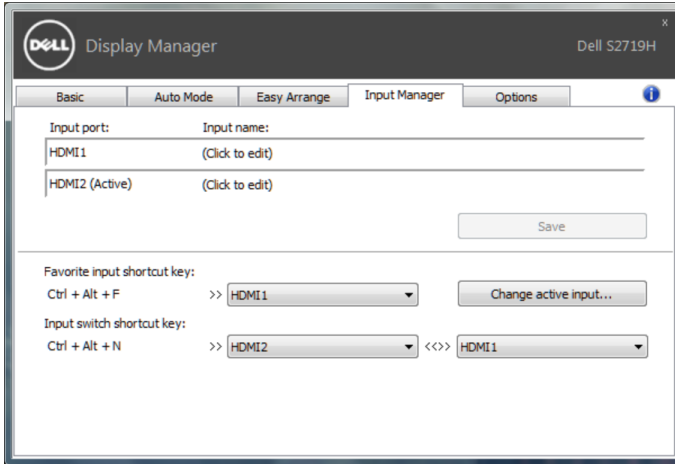 x
DELL Display Manager Dell S2719H
Basic Auto Mode Easy Arrange Input Manager Options i
Input port: Input name:
HDMI1 (Click to edit)
HDMI2 (Active) (Click to edit)
Save
Favorite input shortcut key:
Ctrl + Alt + F >> HDMI1 Change active input...
Input switch shortcut key:
Ctrl + Alt + N >> HDMI2 <<>> HDMI1